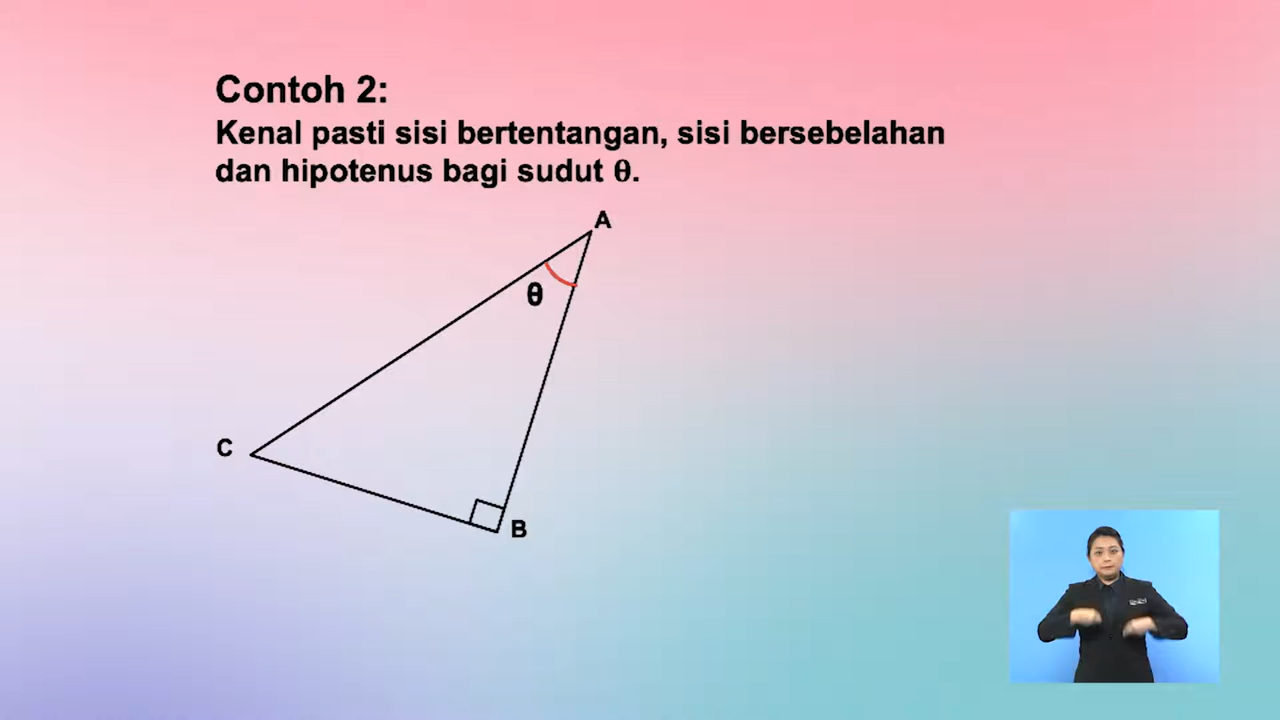 Contoh 2:
Kenal pasti sisi bertentangan, sisi bersebelahan
dan hipotenus bagi sudut θ.
A
θ
C
B